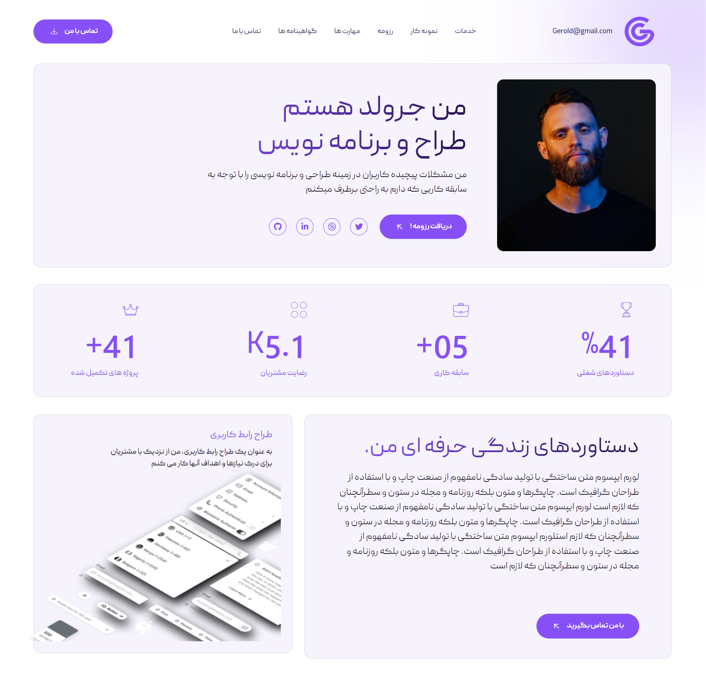 Gerold@gmail.com
خدمات
نمونه کار
رزومه
مهارت ها
گواهینامه ها
تماس با ما
تماس با من
من جرولد هستم
طراح و برنامه نویس
من مشکلات پیچیده کاربران در زمینه طراحی و برنامه نویسی را با توجه به
سابقه کاریی که دارم به راحتی برطرف میکنم
دریافت رزومه!
%41
دستاوردهای شغلی
+05
سابقه کاری
K5.1
رضایت مشتریان
+41
پروژه های تکمیل شده
دستاوردهای زندگی حرفه ای من.
لورم ایپسوم متن ساختگی با تولید سادگی نامفهوم از صنعت چاپ و با استفاده از
طراحان گرافیک است. چاپگرها و متون بلکه روزنامه و مجله در ستون و سطرآنچنان
که لازم است لورم ایپسوم متن ساختگی با تولید سادگی نامفهوم از صنعت چاپ و با
استفاده از طراحان گرافیک است. چاپگرها و متون بلکه روزنامه و مجله در ستون و
سطرآنچنان که لازم استلورم ایپسوم متن ساختگی با تولید سادگی نامفهوم از
صنعت چاپ و با استفاده از طراحان گرافیک است. چاپگرها و متون بلکه روزنامه و
مجله در ستون و سطرآنچنان که لازم است
با من تماس بگیرید
طراح رابط کاربری
به عنوان یک طراح رابط کاربری، من از نزدیک با مشتریان
برای درک نیازها و اهداف آنها کار می کنم